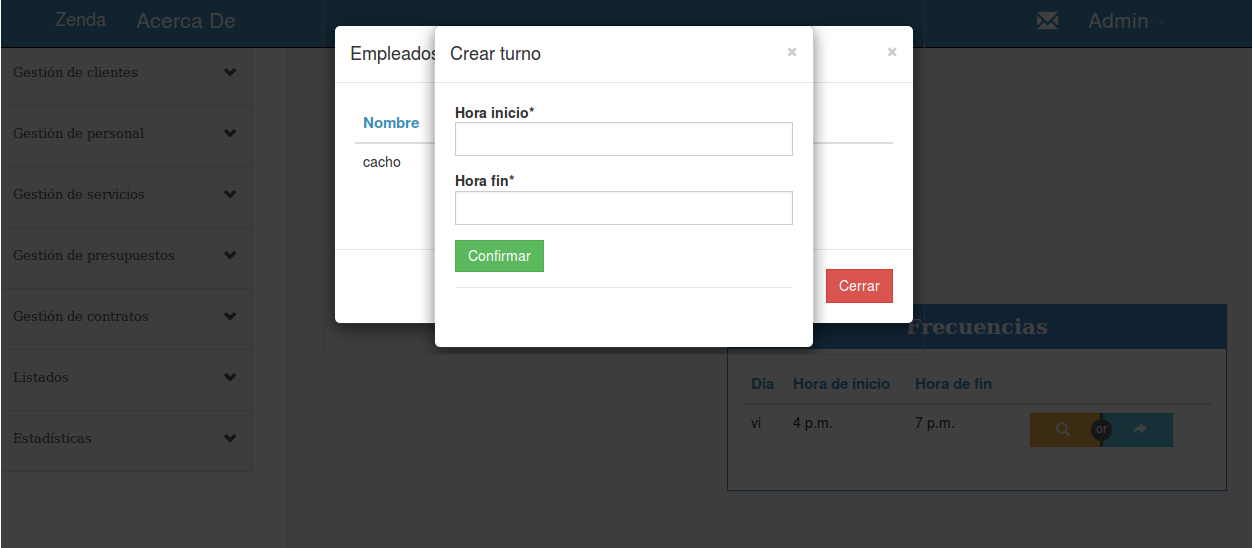 Zenda Acerca De Admin
Empleados
×
Crear turno
×
Gestión de clientes
Gestión de personal
Gestión de servicios
Gestión de presupuestos
Gestión de contratos
Listados
Estadísticas
Nombre
cacho
Hora inicio*
Hora fin*
Confirmar
Cerrar
Frecuencias
Dia Hora de inicio Hora de fin
vi 4 p.m. 7 p.m. or